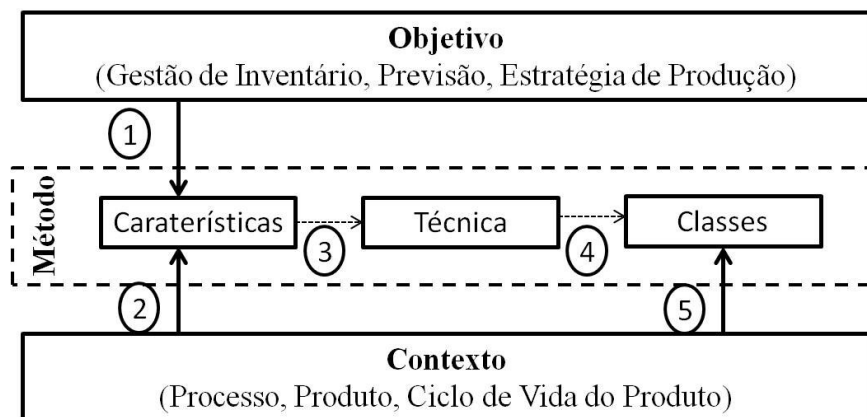 Objetivo
(Gestão de Inventário, Previsão, Estratégia de Produção)
1
Método
Caraterísticas
Técnica
Classes
3
4
2
5
Contexto
(Processo, Produto, Ciclo de Vida do Produto)